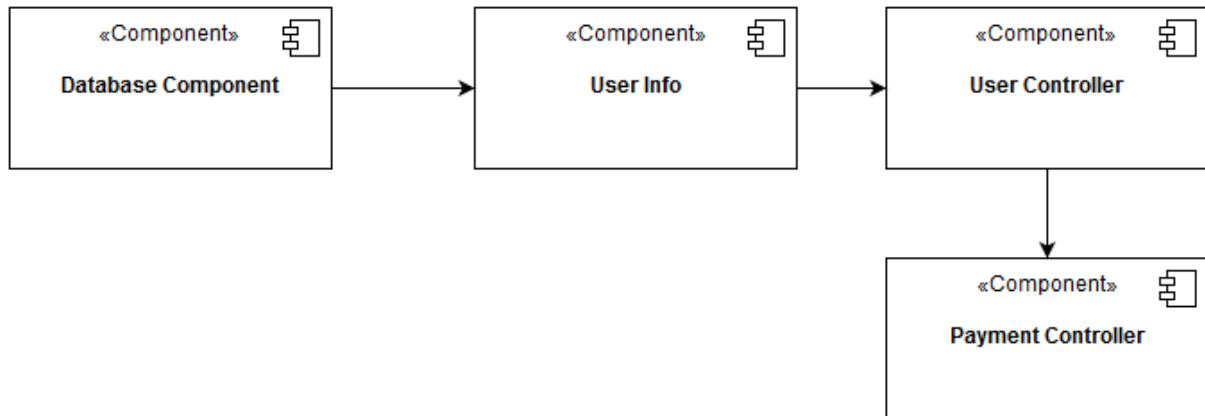 «Component»
Database Component
«Component»
User Info
«Component»
User Controller
«Component»
Payment Controller